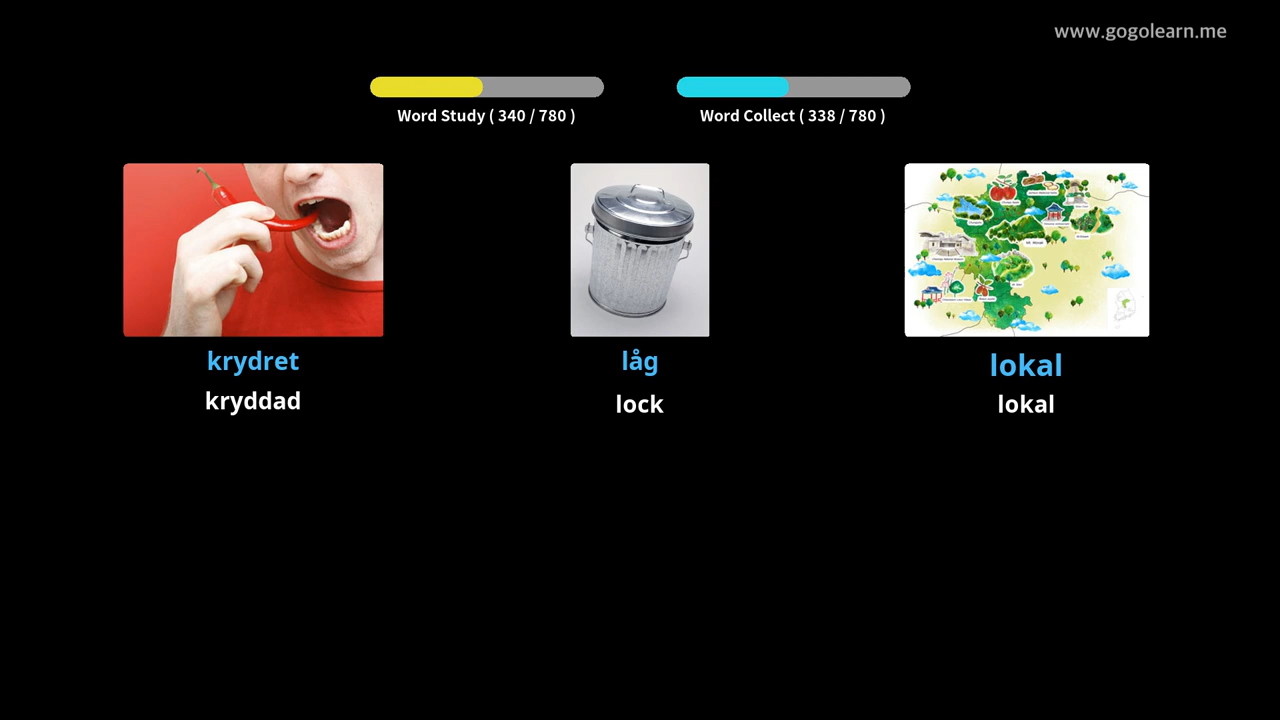 www.gogolearn.me
Word Study ( 340 / 780 )
Word Collect ( 338 / 780 )
krydret
låg
lokal
kryddad
lock
lokal